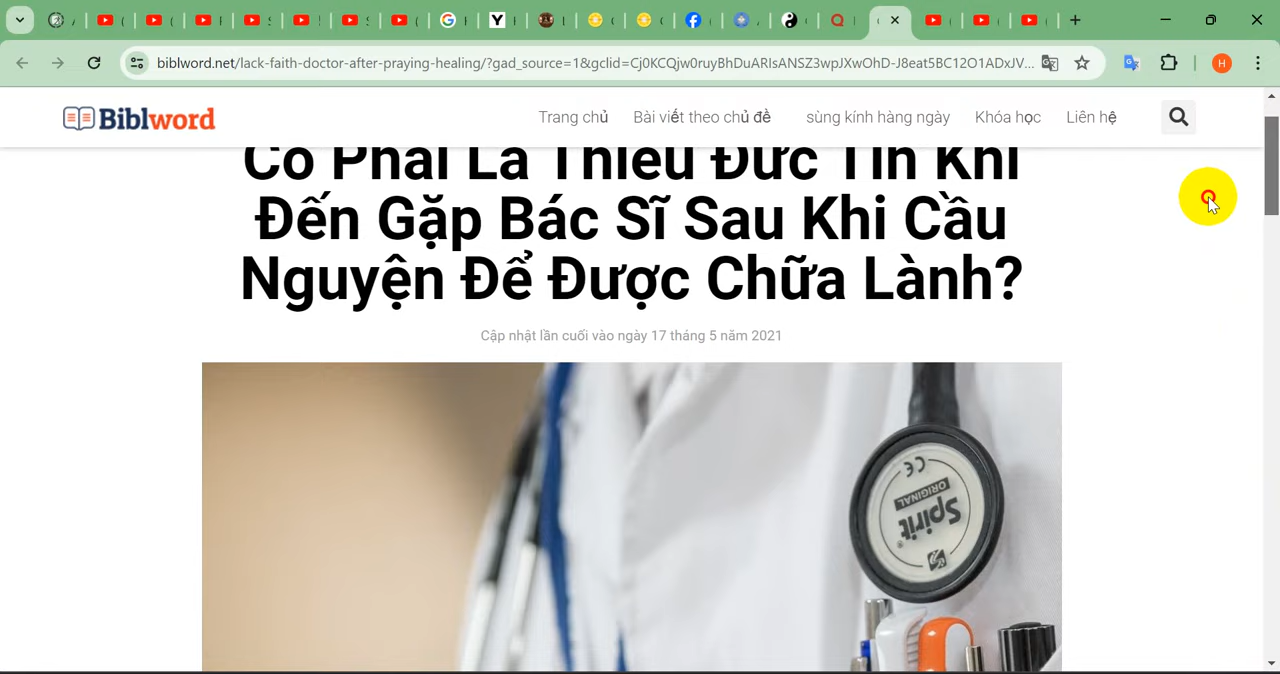 biblword.net/lack-faith-doctor-after-praying-healing/?gad_source=1&gclid=Cj0KCQjw0ruyBhDuARIsANSZ3wpJXwOhD-J8eat5BC12O1ADxJV...
H
Biblword
Trang chủ Bài viết theo chủ đề sùng kính hàng ngày Khóa học Liên hệ
Có Phải Là Thiếu Đức Tin Khi
Đến Gặp Bác Sĩ Sau Khi Cầu
Nguyện Để Được Chữa Lành?
Cập nhật lần cuối vào ngày 17 tháng 5 năm 2021
ORIGINAL
Spirit